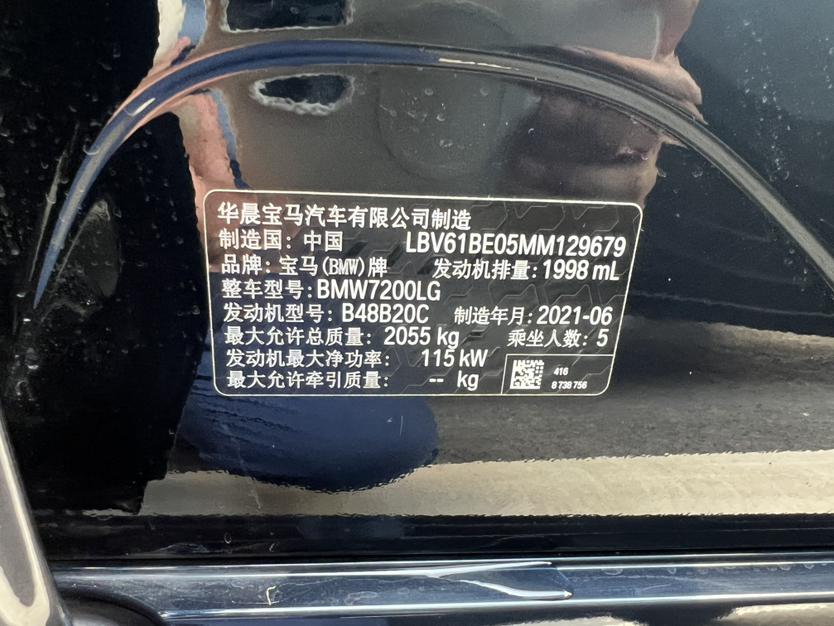 华晨宝马汽车有限公司制造
制造国: 中国 LBV61BE05MM129679
品牌: 宝马(BMW)牌 发动机排量: 1998 mL
整车型号: BMW7200LG
发动机型号: B48B20C 制造年月: 2021-06
最大允许总质量: 2055 kg 乘坐人数: 5
发动机最大净功率: 115 kW
最大允许牵引质量: -- kg
416
8 738 756